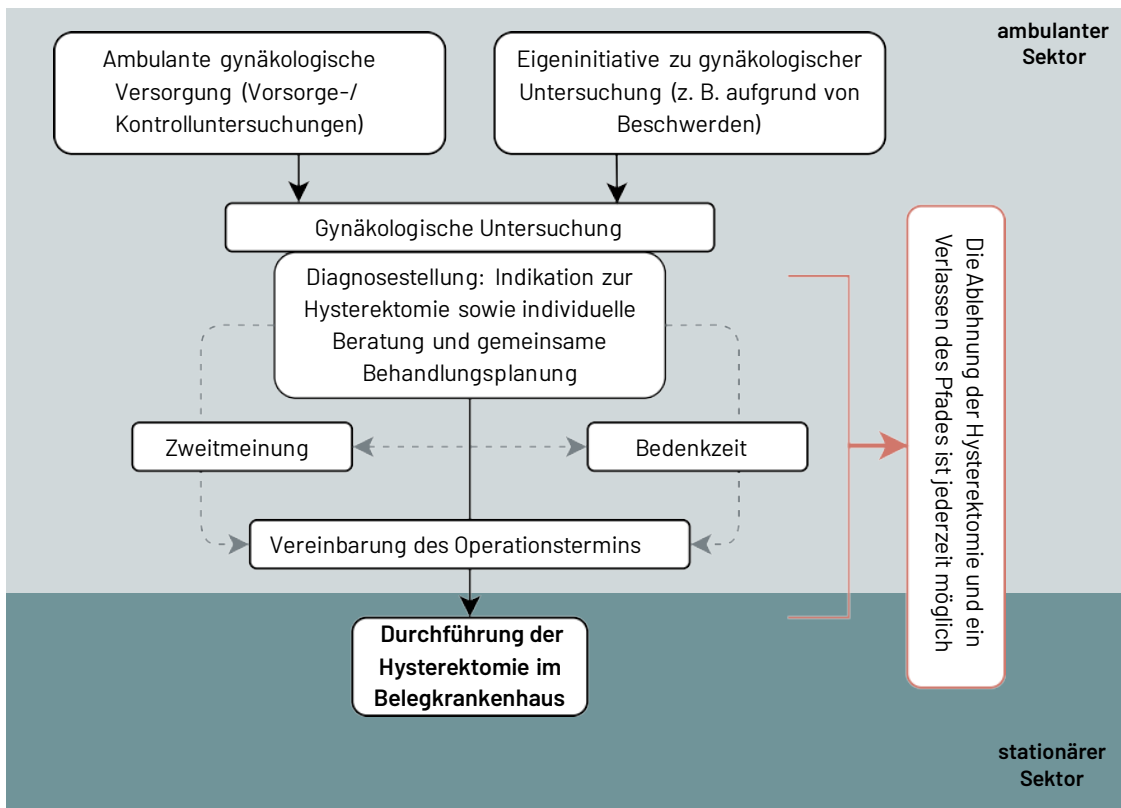 ambulanter
Sektor
Ambulante gynäkologische
Versorgung (Vorsorge-/
Kontrolluntersuchungen)
Eigeninitiative zu gynäkologischer
Untersuchung (z. B. aufgrund von
Beschwerden)
Gynäkologische Untersuchung
Diagnosestellung: Indikation zur
Hysterektomie sowie individuelle
Beratung und gemeinsame
Behandlungsplanung
Zweitmeinung
Bedenkzeit
Vereinbarung des Operationstermins
Durchführung der
Hysterektomie im
Belegkrankenhaus
Die Ablehnung der Hysterektomie und ein
Verlassen des Pfades ist jederzeit möglich
stationärer
Sektor